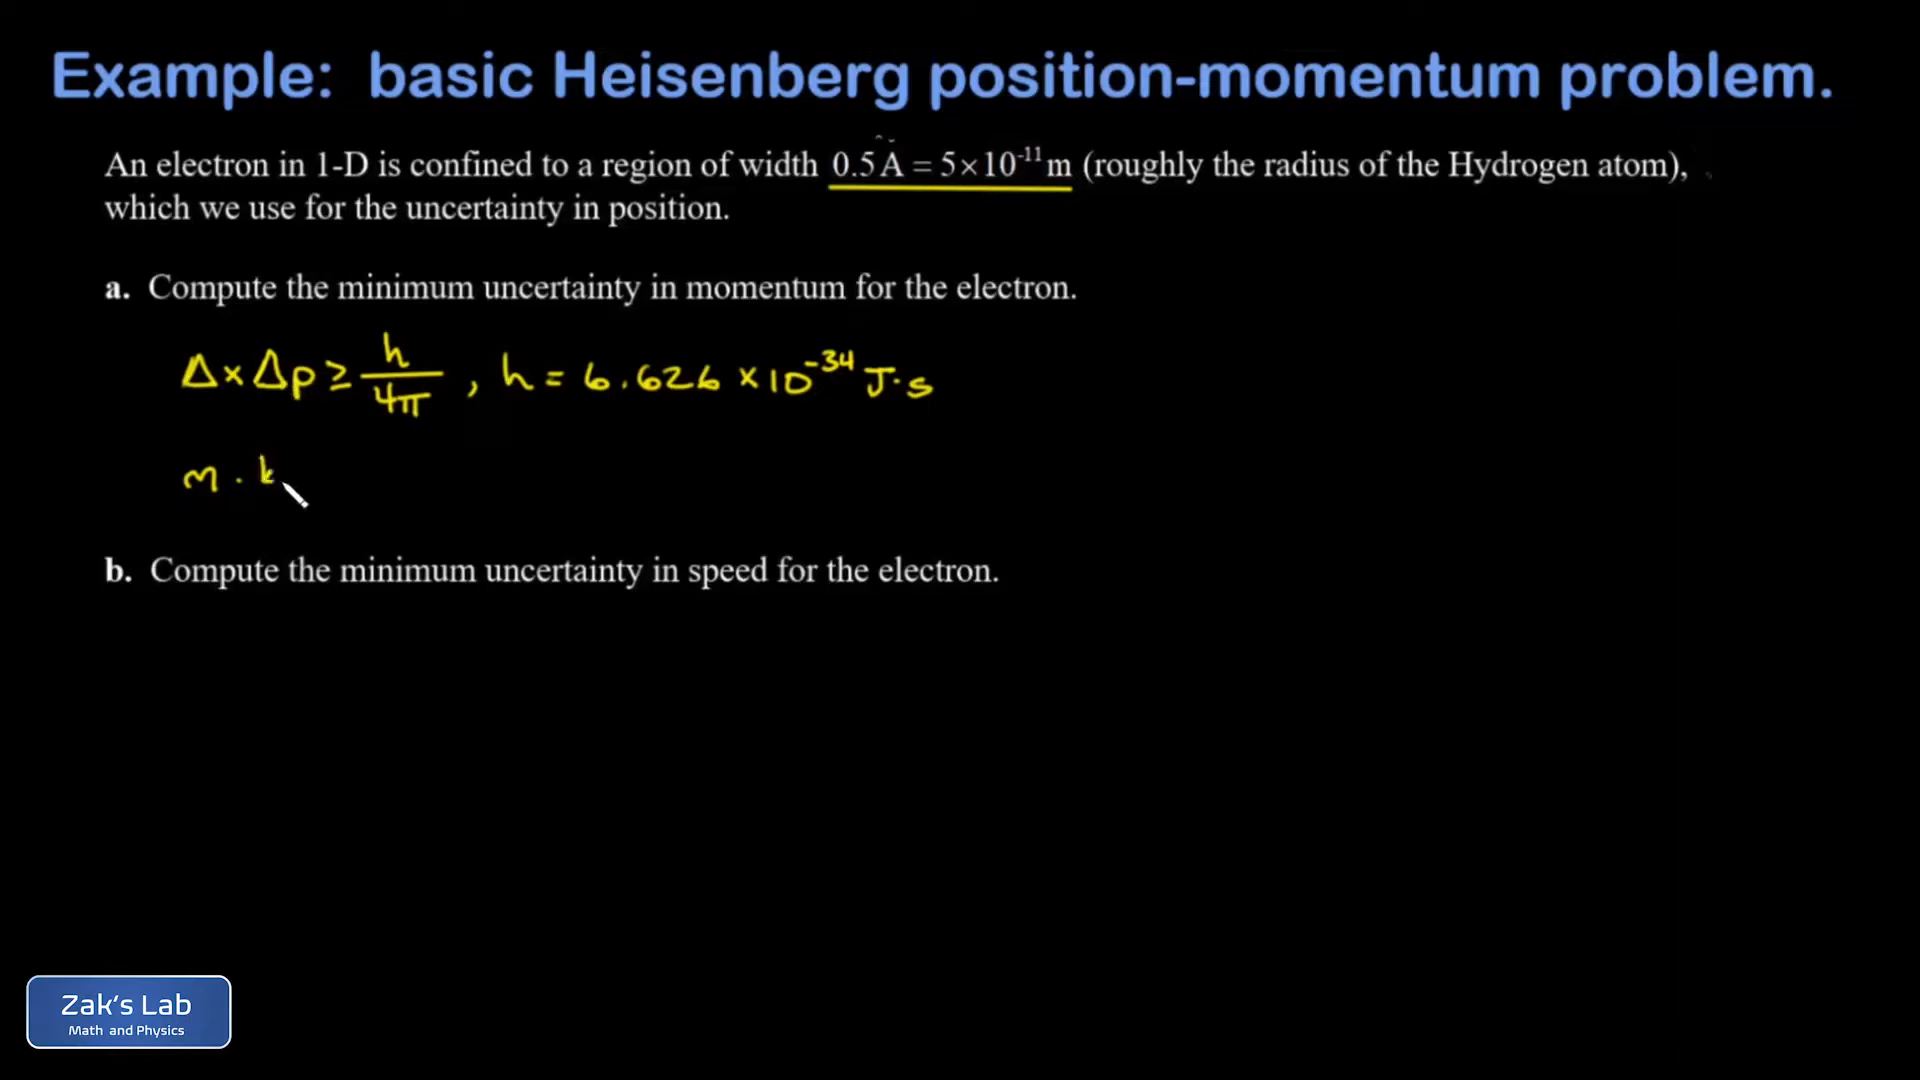 Example: basic Heisenberg position-momentum problem.
An electron in 1-D is confined to a region of width 0.5 Å = 5×10⁻¹¹ m (roughly the radius of the Hydrogen atom),
which we use for the uncertainty in position.
a. Compute the minimum uncertainty in momentum for the electron.
Δx Δp ≥ h/4π , h = 6.626 × 10⁻³⁴ J·s
m · k
b. Compute the minimum uncertainty in speed for the electron.
Zak's Lab
Math and Physics